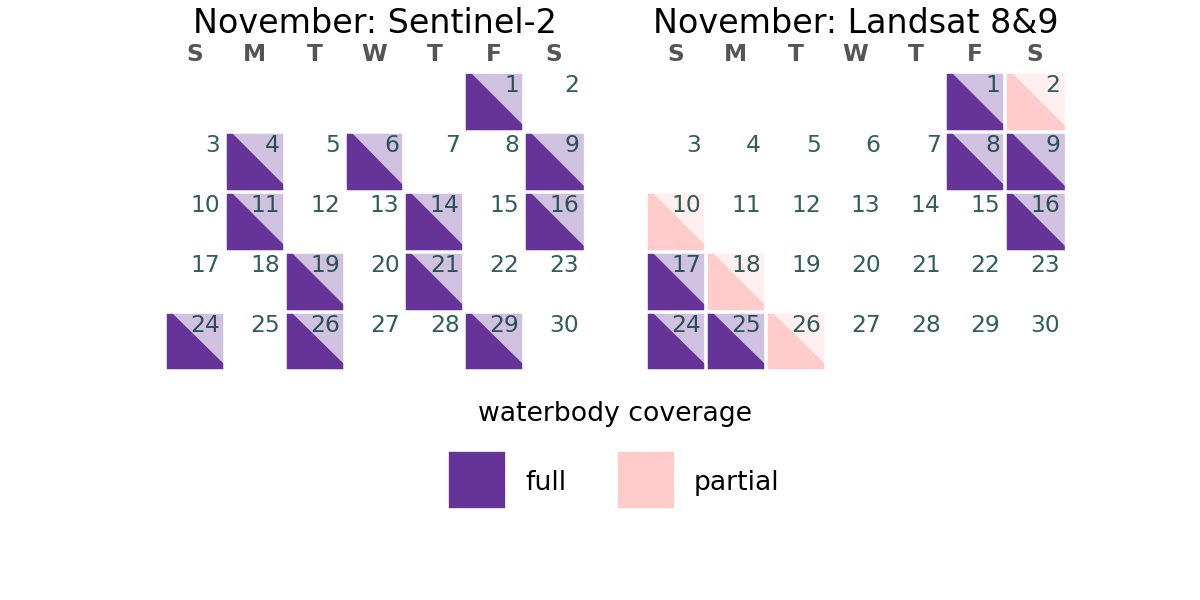 November: Sentinel-2
S M T W T F S
1 2
3 4 5 6 7 8 9
10 11 12 13 14 15 16
17 18 19 20 21 22 23
24 25 26 27 28 29 30
November: Landsat 8&9
S M T W T F S
1 2
3 4 5 6 7 8 9
10 11 12 13 14 15 16
17 18 19 20 21 22 23
24 25 26 27 28 29 30
waterbody coverage
full
partial